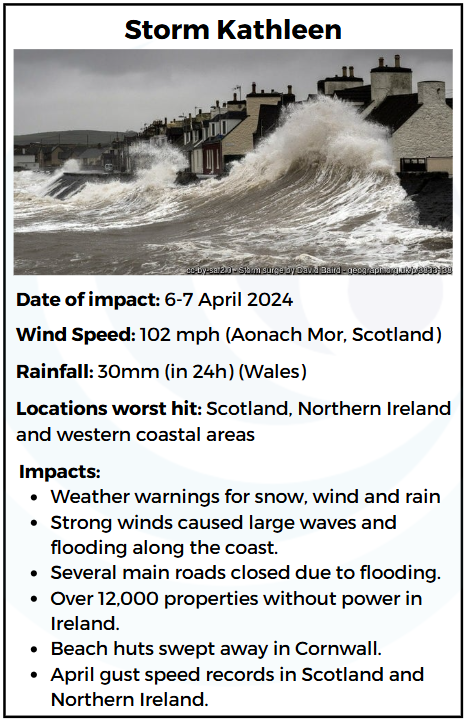 Storm Kathleen
cc-by-sa/2.0 - Storm surge by David Baird - geograph.org.uk/p/3833139
Date of impact: 6-7 April 2024
Wind Speed: 102 mph (Aonach Mor, Scotland)
Rainfall: 30mm (in 24h) (Wales)
Locations worst hit: Scotland, Northern Ireland
and western coastal areas
Impacts:
• Weather warnings for snow, wind and rain
• Strong winds caused large waves and
flooding along the coast.
• Several main roads closed due to flooding.
• Over 12,000 properties without power in
Ireland.
• Beach huts swept away in Cornwall.
• April gust speed records in Scotland and
Northern Ireland.